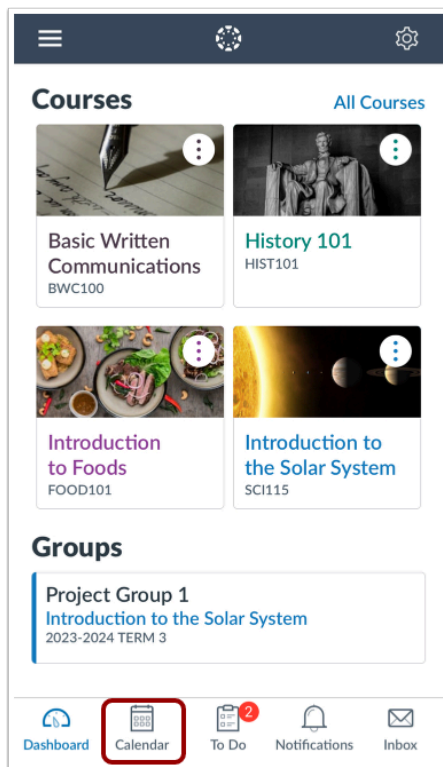 Courses
All Courses
Basic Written
Communications
BWC100
History 101
HIST101
Introduction
to Foods
FOOD101
Introduction to
the Solar System
SCI115
Groups
Project Group 1
Introduction to the Solar System
2023-2024 TERM 3
2
Dashboard
Calendar
To Do
Notifications
Inbox